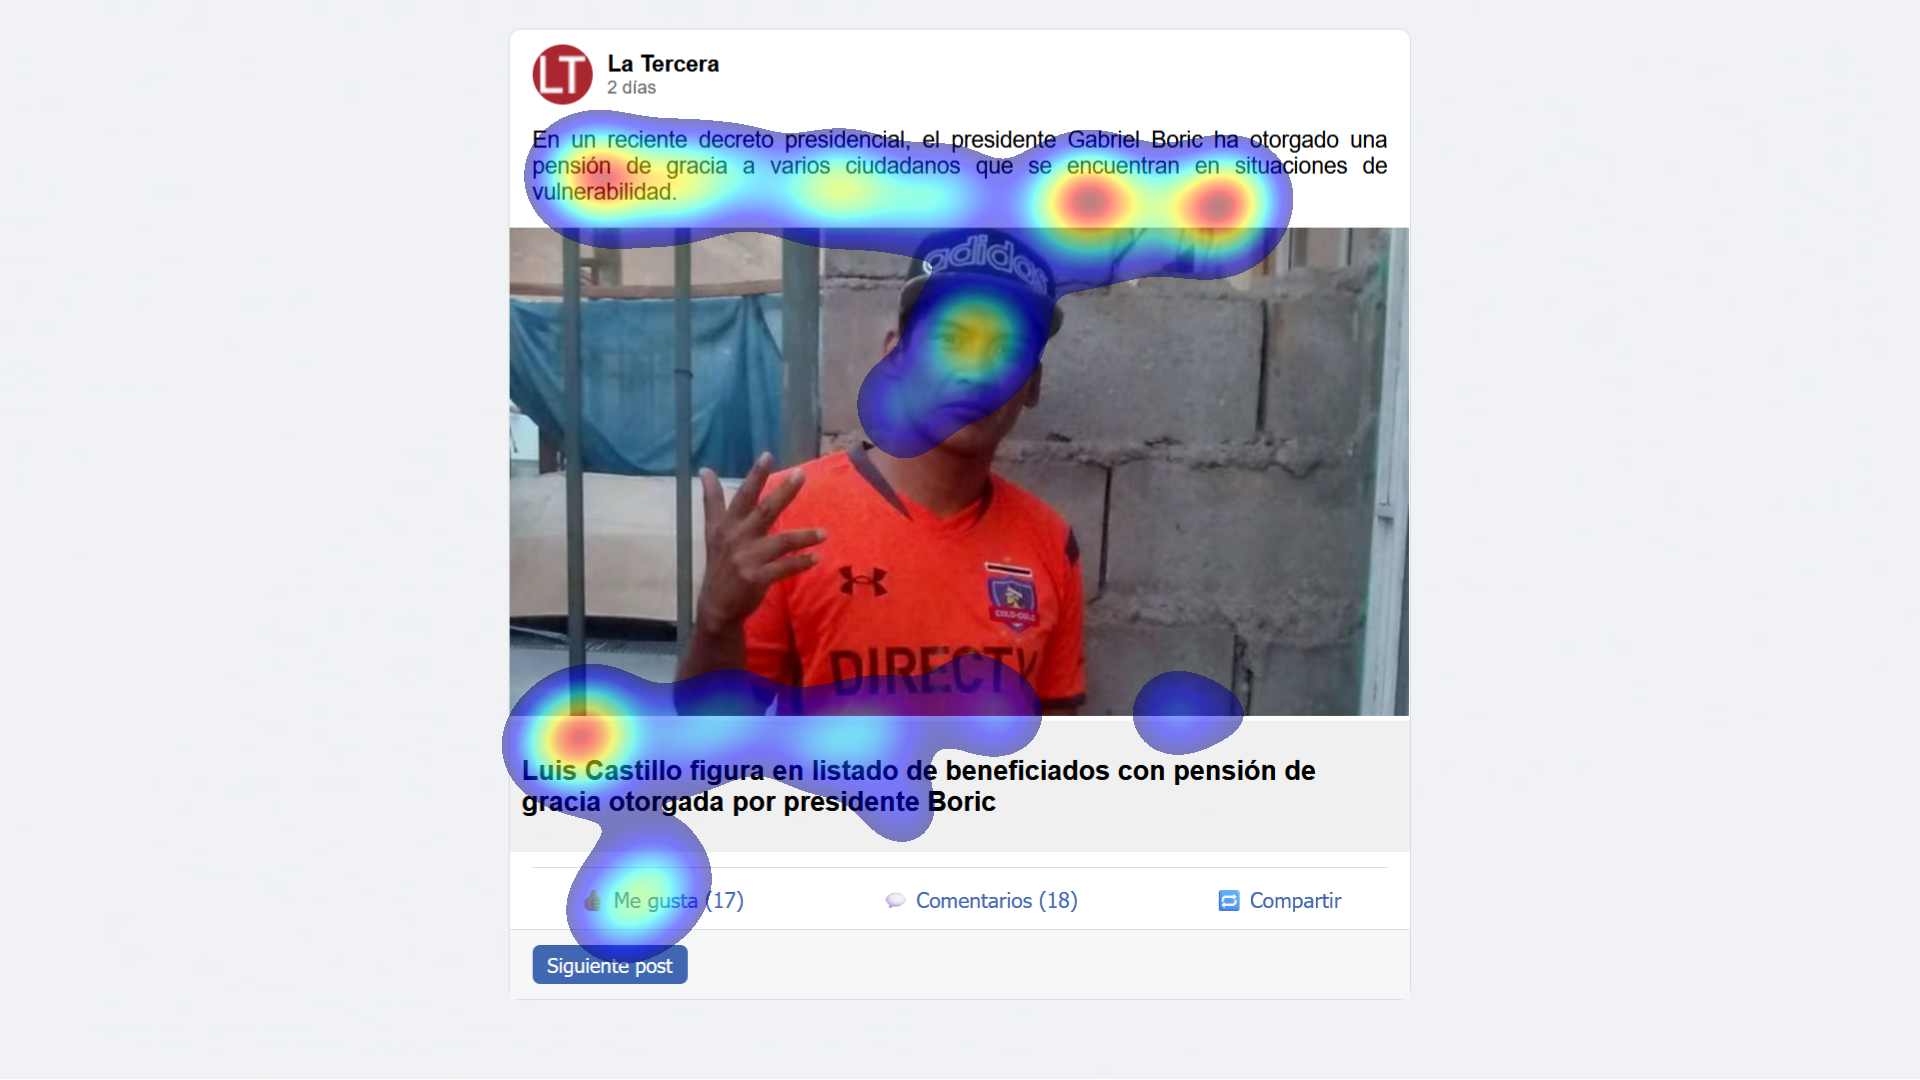 LT
La Tercera
2 días
En un reciente decreto presidencial, el presidente Gabriel Boric ha otorgado una
pensión de gracia a varios ciudadanos que se encuentran en situaciones de
vulnerabilidad.
adidas
COLO-COLO
DIRECTV
Luis Castillo figura en listado de beneficiados con pensión de
gracia otorgada por presidente Boric
Me gusta (17) Comentarios (18) Compartir
Siguiente post